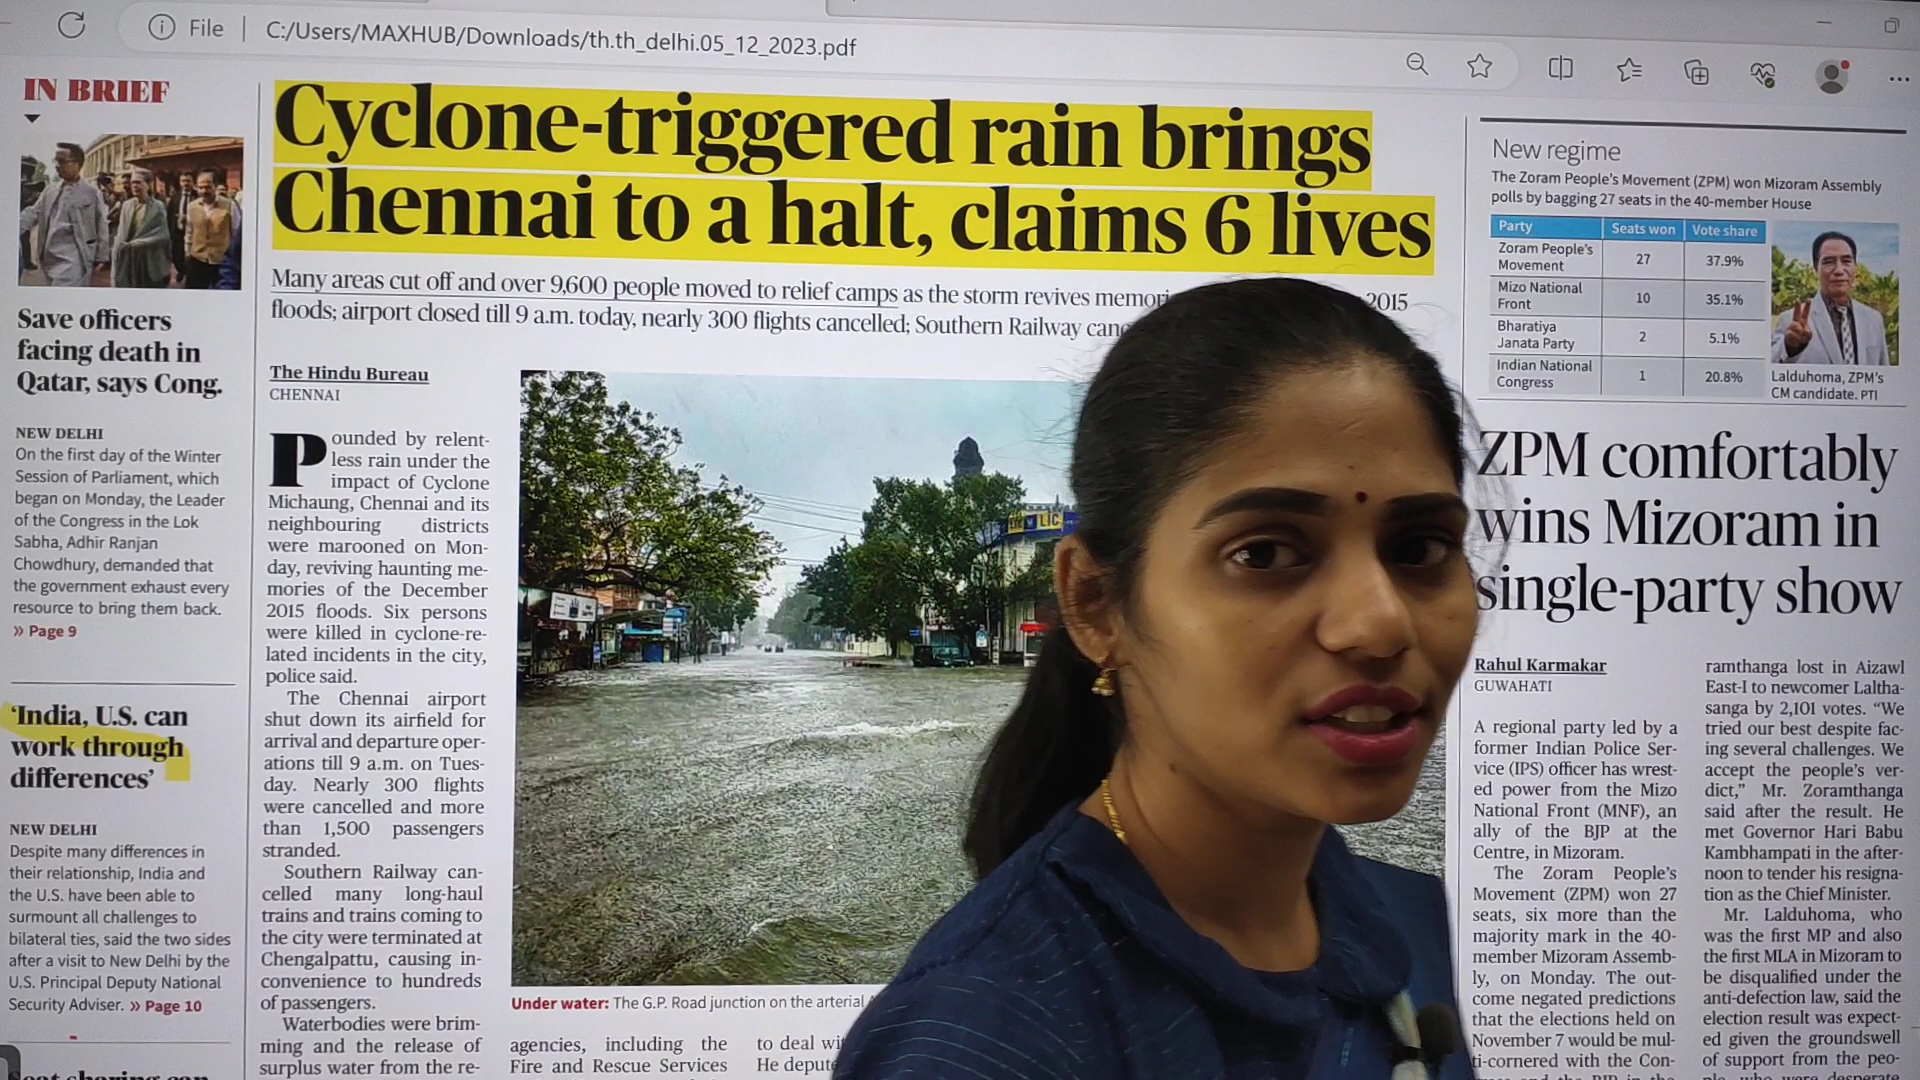 File
C:/Users/MAXHUB/Downloads/th.th_delhi.05_12_2023.pdf
IN BRIEF
Save officers
facing death in
Qatar, says Cong.
NEW DELHI
On the first day of the Winter
Session of Parliament, which
began on Monday, the Leader
of the Congress in the Lok
Sabha, Adhir Ranjan
Chowdhury, demanded that
the government exhaust every
resource to bring them back.
» Page 9
‘India, U.S. can
work through
differences’
NEW DELHI
Despite many differences in
their relationship, India and
the U.S. have been able to
surmount all challenges to
bilateral ties, said the two sides
after a visit to New Delhi by the
U.S. Principal Deputy National
Security Adviser. » Page 10
Cyclone-triggered rain brings
Chennai to a halt, claims 6 lives
Many areas cut off and over 9,600 people moved to relief camps as the storm revives 2015
floods; airport closed till 9 a.m. today, nearly 300 flights cancelled; Southern Railway
The Hindu Bureau
CHENNAI
Pounded by relent-
less rain under the
impact of Cyclone
Michaung, Chennai and its
neighbouring districts
were marooned on Mon-
day, reviving haunting me-
mories of the December
2015 floods. Six persons
were killed in cyclone-re-
lated incidents in the city,
police said.
The Chennai airport
shut down its airfield for
arrival and departure oper-
ations till 9 a.m. on Tues-
day. Nearly 300 flights
were cancelled and more
than 1,500 passengers
stranded.
Southern Railway can-
celled many long-haul
trains and trains coming to
the city were terminated at
Chengalpattu, causing in-
convenience to hundreds
of passengers.
Waterbodies were brim-
ming and the release of
surplus water from the re-
LIC
Under water: The G.P. Road junction on the arterial
agencies, including the
Fire and Rescue Services
to deal
He
New regime
The Zoram People’s Movement (ZPM) won Mizoram Assembly
polls by bagging 27 seats in the 40-member House
Party Seats won Vote share
Zoram People’s
Movement 27 37.9%
Mizo National
Front 10 35.1%
Bharatiya
Janata Party 2 5.1%
Indian National
Congress 1 20.8%
Lalduhoma, ZPM’s
CM candidate. PTI
ZPM comfortably
wins Mizoram in
single-party show
Rahul Karmakar
GUWAHATI
A regional party led by a
former Indian Police Ser-
vice (IPS) officer has wrest-
ed power from the Mizo
National Front (MNF), an
ally of the BJP at the
Centre, in Mizoram.
The Zoram People’s
Movement (ZPM) won 27
seats, six more than the
majority mark in the 40-
member Mizoram Assemb-
ly, on Monday. The out-
come negated predictions
that the elections held on
November 7 would be mul-
ti-cornered with the Con-
ramthanga lost in Aizawl
East-I to newcomer Laltha-
sanga by 2,101 votes. “We
tried our best despite fac-
ing several challenges. We
accept the people’s ver-
dict,” Mr. Zoramthanga
said after the result. He
met Governor Hari Babu
Kambhampati in the after-
noon to tender his resigna-
tion as the Chief Minister.
Mr. Lalduhoma, who
was the first MP and also
the first MLA in Mizoram to
be disqualified under the
anti-defection law, said the
election result was expect-
ed given the groundswell
of support from the peo-